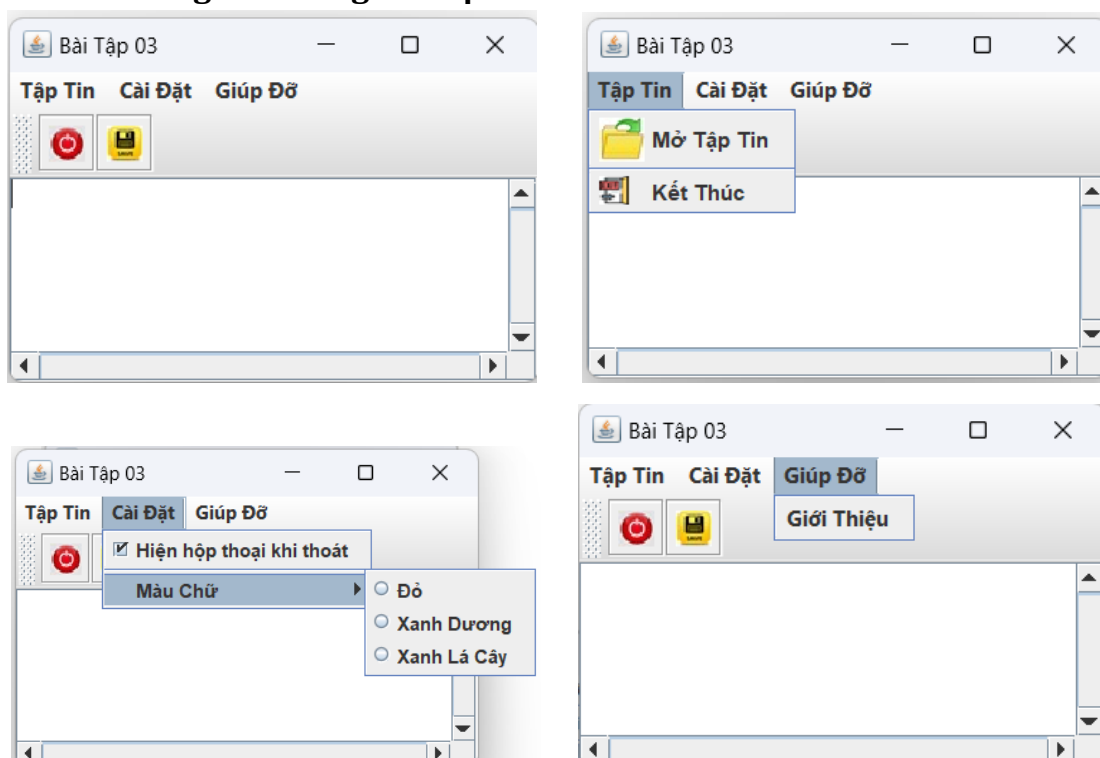 Bài Tập 03
Tập Tin Cài Đặt Giúp Đỡ
SAVE
Bài Tập 03
Tập Tin Cài Đặt Giúp Đỡ
Mở Tập Tin
Kết Thúc
Bài Tập 03
Tập Tin Cài Đặt Giúp Đỡ
Hiện hộp thoại khi thoát
Màu Chữ
Đỏ
Xanh Dương
Xanh Lá Cây
Bài Tập 03
Tập Tin Cài Đặt Giúp Đỡ
Giới Thiệu
SAVE